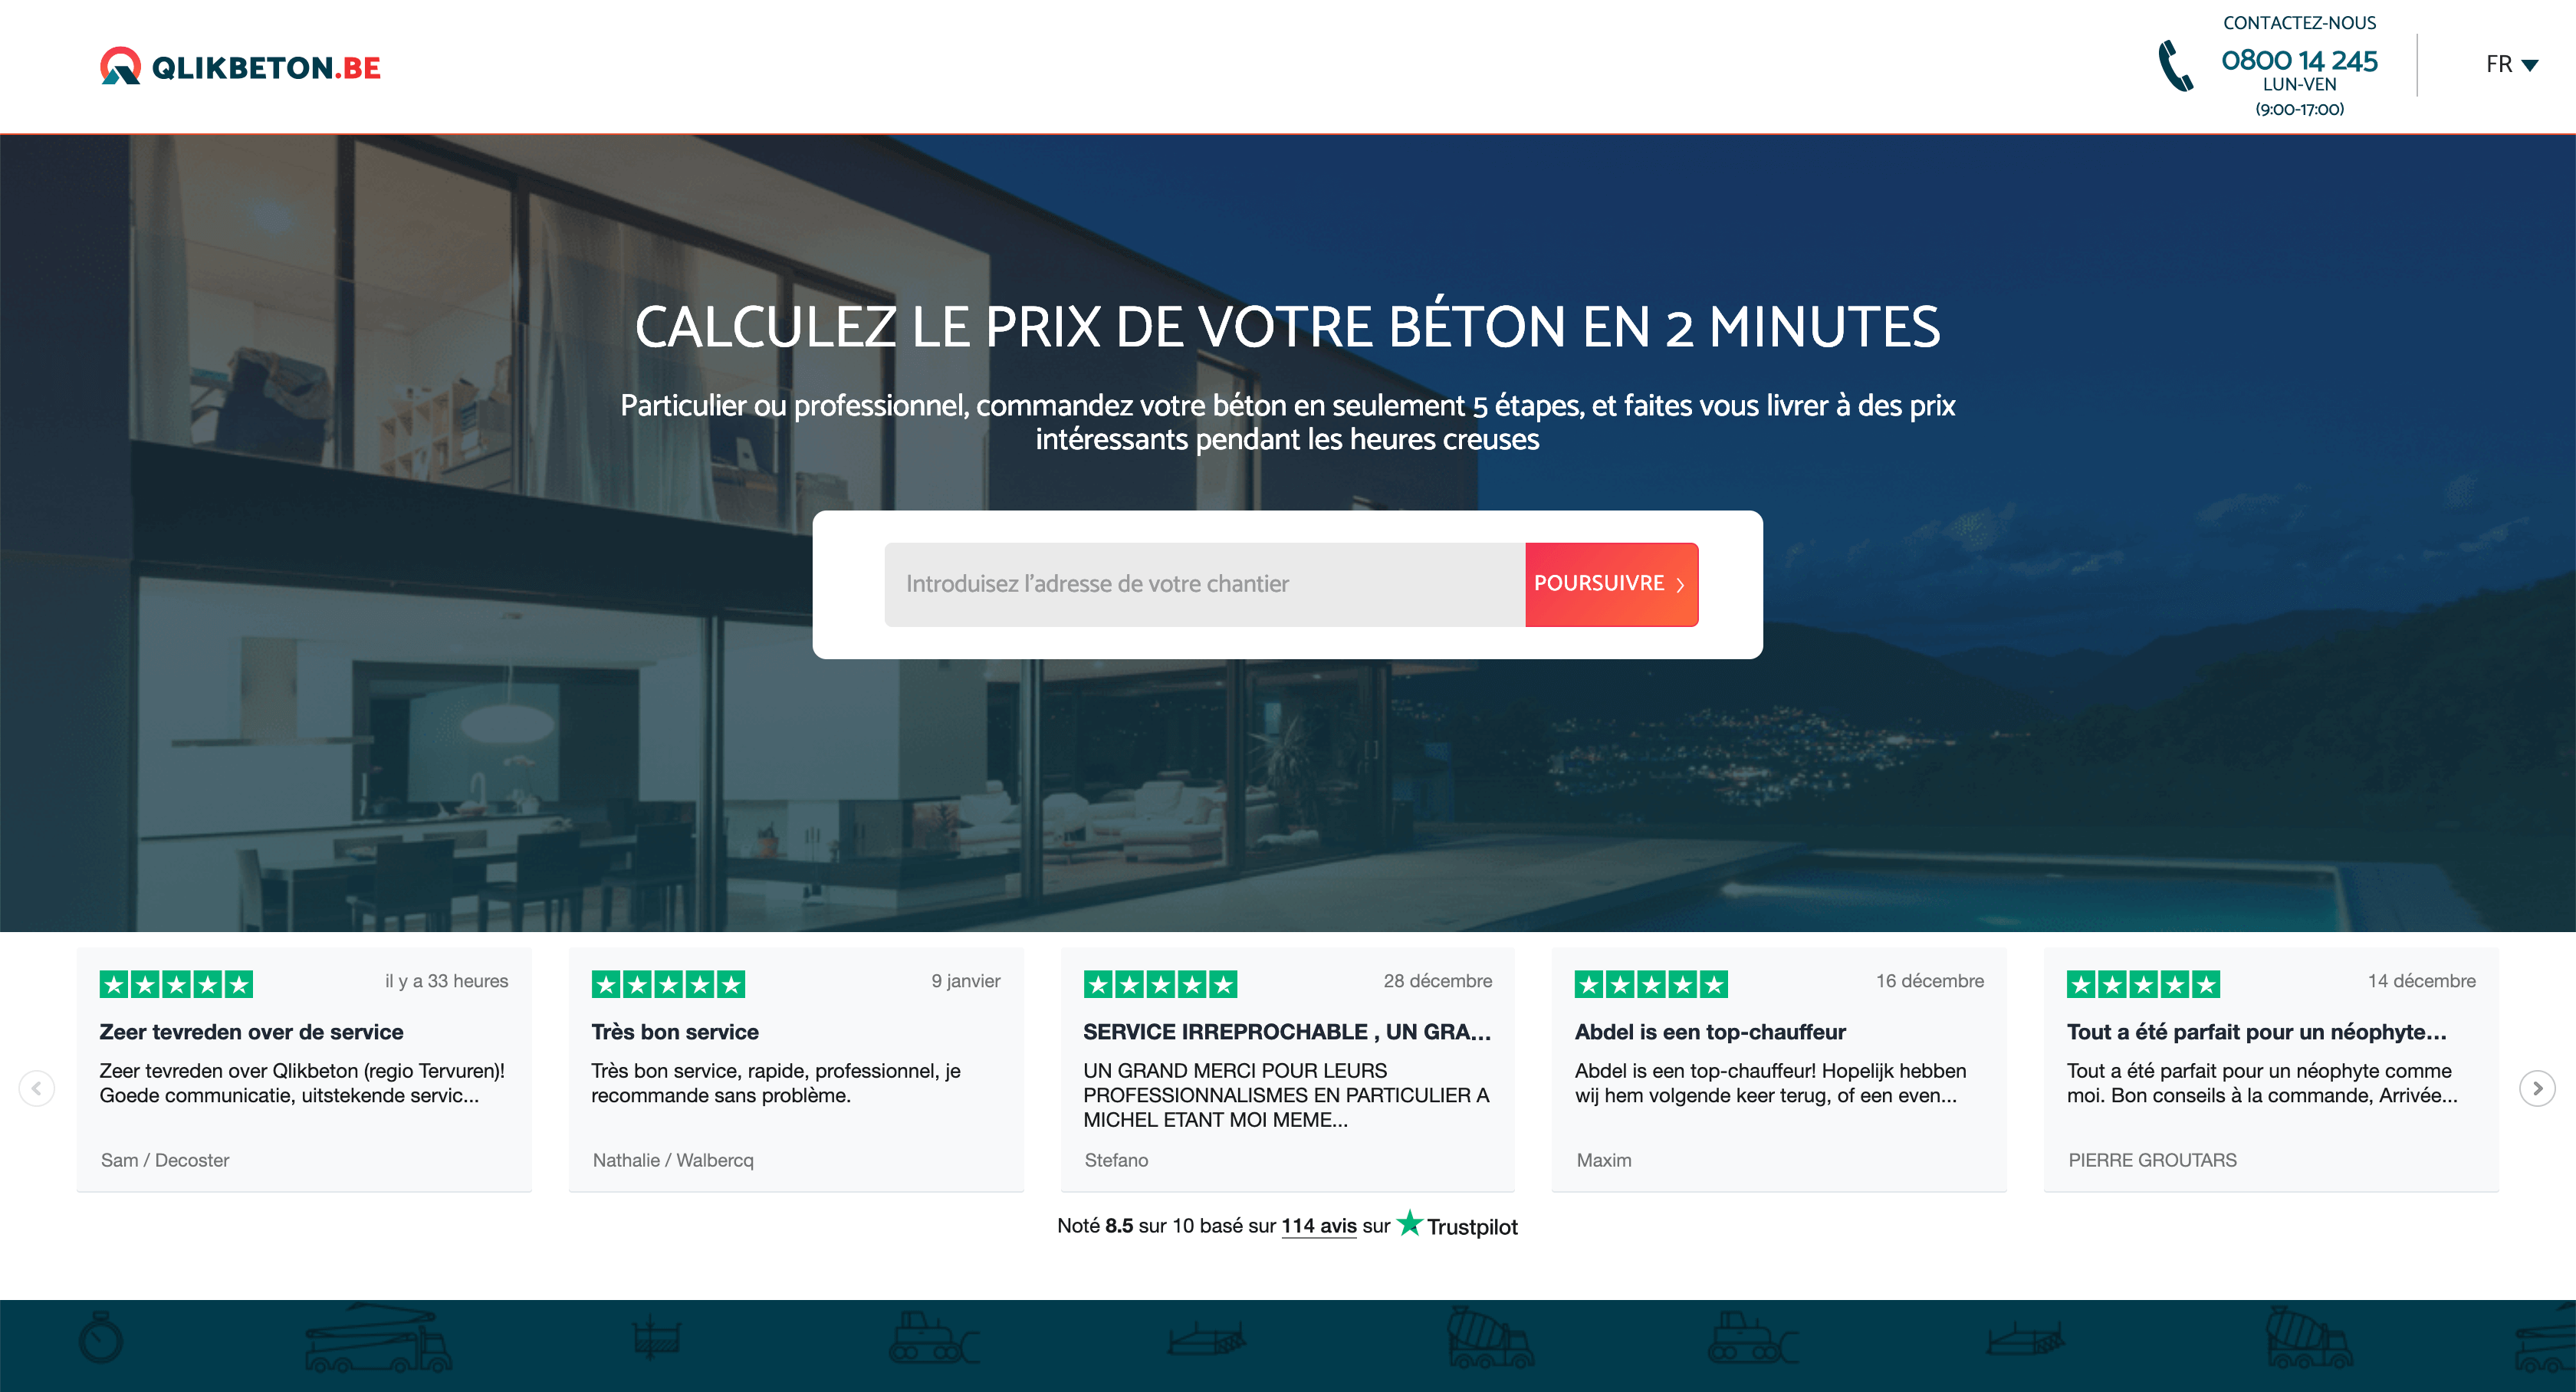 QLIKBETON.BE
CONTACTEZ-NOUS
0800 14 245
LUN-VEN
(9:00-17:00)
FR
CALCULEZ LE PRIX DE VOTRE BÉTON EN 2 MINUTES
Particulier ou professionnel, commandez votre béton en seulement 5 étapes, et faites vous livrer à des prix
intéressants pendant les heures creuses
Introduisez l'adresse de votre chantier
POURSUIVRE
il y a 33 heures
Zeer tevreden over de service
Zeer tevreden over Qlikbeton (regio Tervuren)!
Goede communicatie, uitstekende servic...
Sam / Decoster
9 janvier
Très bon service
Très bon service, rapide, professionnel, je
recommande sans problème.
Nathalie / Walbercq
28 décembre
SERVICE IRREPROCHABLE , UN GRA...
UN GRAND MERCI POUR LEURS
PROFESSIONNALISMES EN PARTICULIER A
MICHEL ETANT MOI MEME...
Stefano
16 décembre
Abdel is een top-chauffeur
Abdel is een top-chauffeur! Hopelijk hebben
wij hem volgende keer terug, of een even...
Maxim
14 décembre
Tout a été parfait pour un néophyte...
Tout a été parfait pour un néophyte comme
moi. Bon conseils à la commande, Arrivée...
PIERRE GROUTARS
Noté 8.5 sur 10 basé sur 114 avis sur Trustpilot